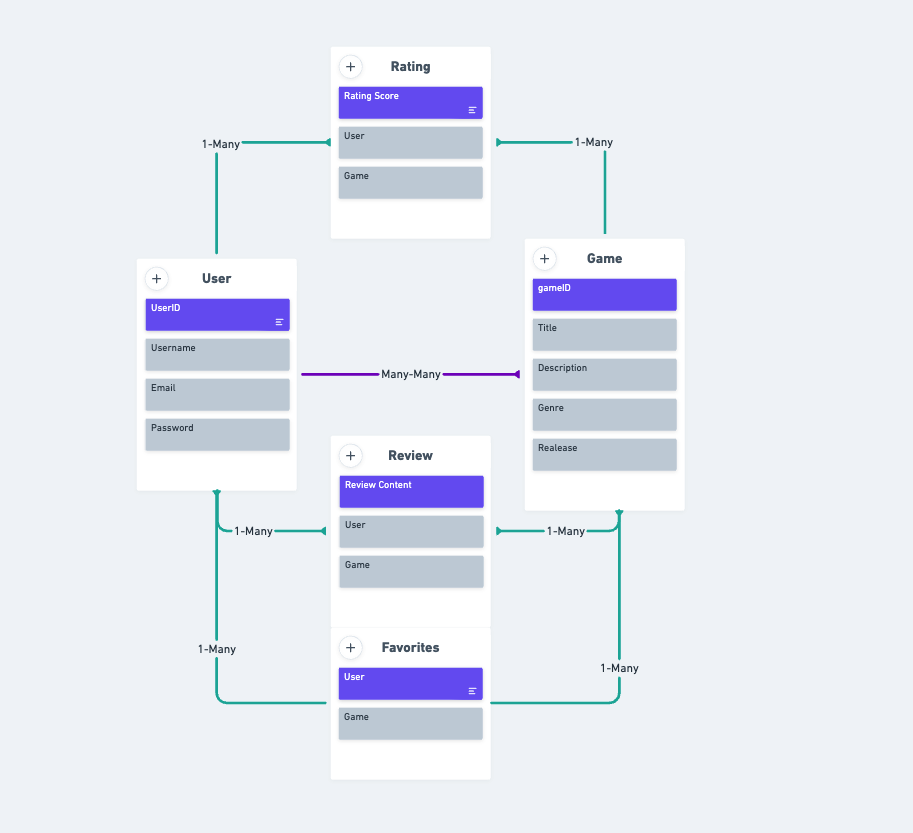 Rating
Rating Score
User
Game
1-Many
1-Many
User
UserID
Username
Email
Password
Game
gameID
Title
Description
Genre
Realease
Many-Many
Review
Review Content
User
Game
1-Many
1-Many
Favorites
User
Game
1-Many
1-Many